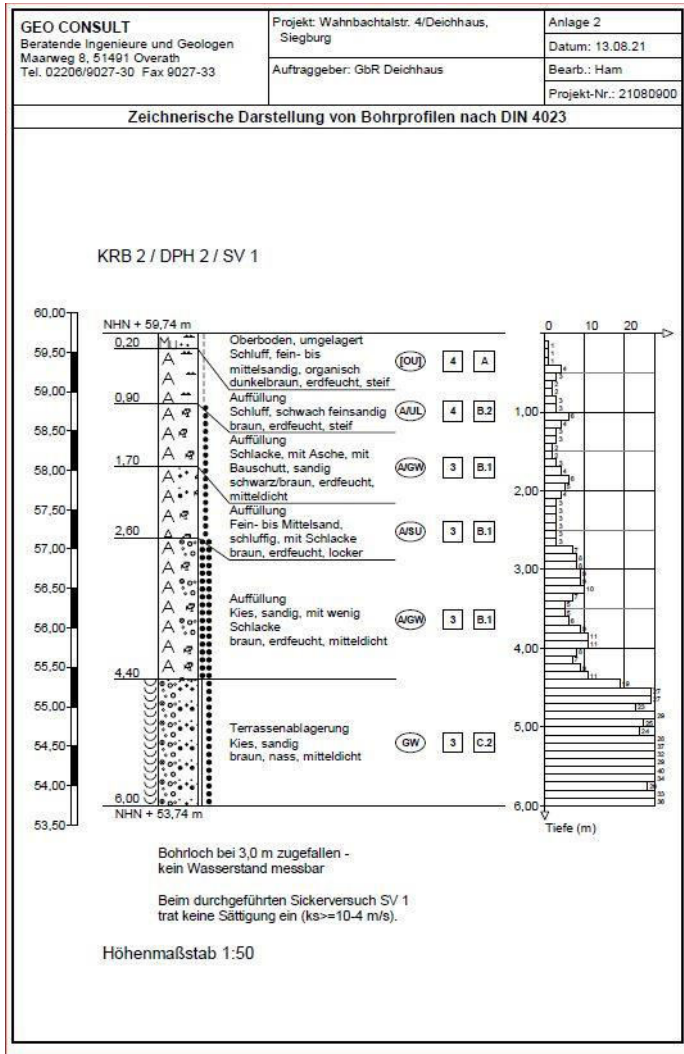 GEO CONSULT
Beratende Ingenieure und Geologen
Maarweg 8, 51491 Overath
Tel. 02206/9027-30 Fax 9027-33
Projekt: Wahnbachtalstr. 4/Deichhaus,
Siegburg
Auftraggeber: GbR Deichhaus
Anlage 2
Datum: 13.08.21
Bearb.: Ham
Projekt-Nr.: 21080900
Zeichnerische Darstellung von Bohrprofilen nach DIN 4023
KRB 2 / DPH 2 / SV 1
60,00
59,50
59,00
58,50
58,00
57,50
57,00
56,50
56,00
55,50
55,00
54,50
54,00
53,50
NHN + 59,74 m
0,20
Oberboden, umgelagert
Schluff, fein- bis
mittelsandig, organisch
dunkelbraun, erdfeucht, steif
[OU] 4 A
0,90
Auffüllung
Schluff, schwach feinsandig
braun, erdfeucht, steif
A/UL 4 B.2
1,70
Auffüllung
Schlacke, mit Asche, mit
Bauschutt, sandig
schwarz/braun, erdfeucht,
mitteldicht
A/GW 3 B.1
2,60
Auffüllung
Fein- bis Mittelsand,
schluffig, mit Schlacke
braun, erdfeucht, locker
A/SU 3 B.1
4,40
Auffüllung
Kies, sandig, mit wenig
Schlacke
braun, erdfeucht, mitteldicht
A/GW 3 B.1
6,00
Terrassenablagerung
Kies, sandig
braun, nass, mitteldicht
GW 3 C.2
NHN + 53,74 m
0 10 20
1,00
2,00
3,00
4,00
5,00
6,00
Tiefe (m)
Bohrloch bei 3,0 m zugefallen -
kein Wasserstand messbar
Beim durchgeführten Sickerversuch SV 1
trat keine Sättigung ein (ks>=10-4 m/s).
Höhenmaßstab 1:50